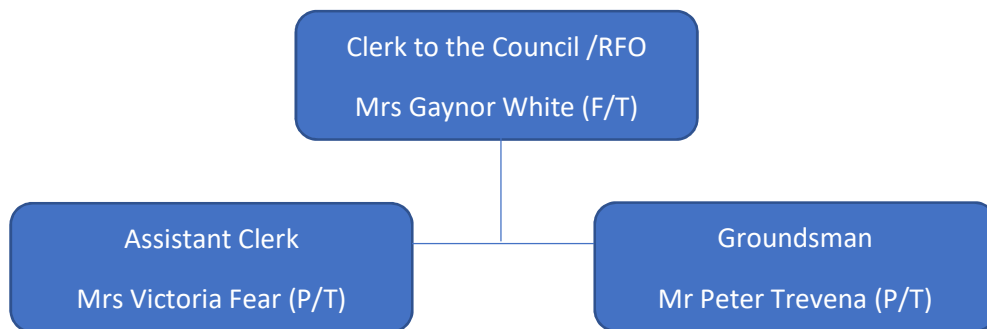 Clerk to the Council /RFO
Mrs Gaynor White (F/T)
Assistant Clerk
Mrs Victoria Fear (P/T)
Groundsman
Mr Peter Trevena (P/T)